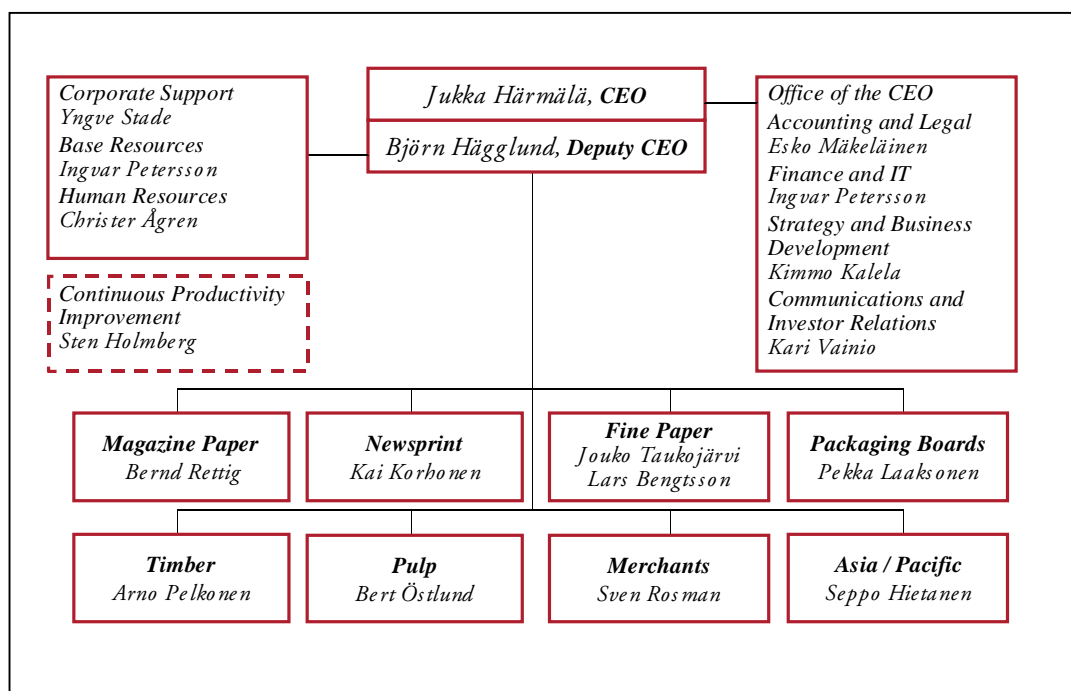 Corporate Support
Yngve Stade
Base Resources
Ingvar Petersson
Human Resources
Christer Ågren
Continuous Productivity
Improvement
Sten Holmberg
Jukka Härmälä, CEO
Björn Hägglund, Deputy CEO
Office of the CEO
Accounting and Legal
Esko Mäkeläinen
Finance and IT
Ingvar Petersson
Strategy and Business
Development
Kimmo Kalela
Communications and
Investor Relations
Kari Vainio
Magazine Paper
Bernd Rettig
Newsprint
Kai Korhonen
Fine Paper
Jouko Taukojärvi
Lars Bengtsson
Packaging Boards
Pekka Laaksonen
Timber
Arno Pelkonen
Pulp
Bert Östlund
Merchants
Sven Rosman
Asia / Pacific
Seppo Hietanen